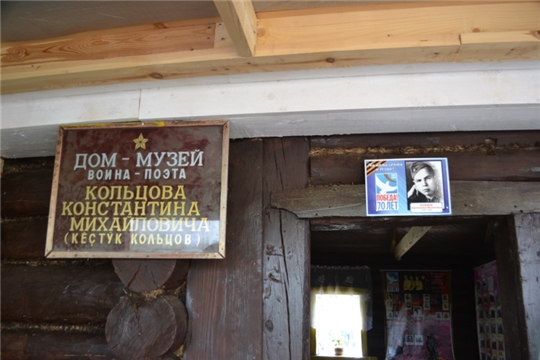 ДОМ - МУЗЕЙ
ВОИНА - ПОЭТА
КОЛЬЦОВА
КОНСТАНТИНА
МИХАЙЛОВИЧА
(КЕСТУК КОЛЬЦОВ)
ПОБЕДА!
70 ЛЕТ